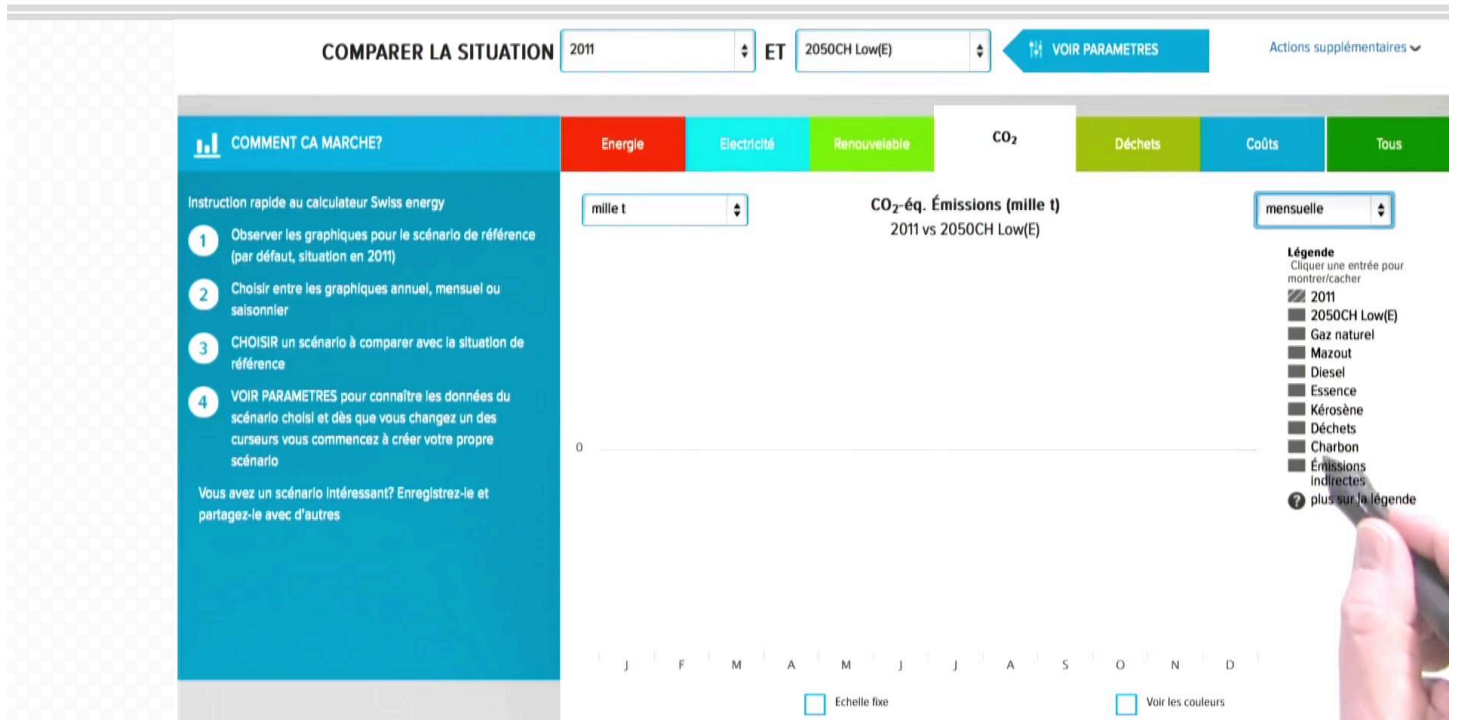 COMPARER LA SITUATION 2011 ET 2050CH Low(E) VOIR PARAMETRES Actions supplémentaires
COMMENT CA MARCHE?
Energie Electricité Renouvelable CO₂ Déchets Coûts Tous
Instruction rapide au calculateur Swiss energy
1 Observer les graphiques pour le scénario de référence
(par défaut, situation en 2011)
2 Choisir entre les graphiques annuel, mensuel ou
saisonnier
3 CHOISIR un scénario à comparer avec la situation de
référence
4 VOIR PARAMETRES pour connaître les données du
scénario choisi et dès que vous changez un des
curseurs vous commencez à créer votre propre
scénario
Vous avez un scénario intéressant? Enregistrez-le et
partagez-le avec d'autres
mille t
CO₂-éq. Émissions (mille t)
2011 vs 2050CH Low(E)
mensuelle
Légende
Cliquer une entrée pour
montrer/cacher
2011
2050CH Low(E)
Gaz naturel
Mazout
Diesel
Essence
Kérosène
Déchets
Charbon
Émissions
indirectes
? plus sur la légende
0
J F M A M J J A S O N D
Echelle fixe
Voir les couleurs